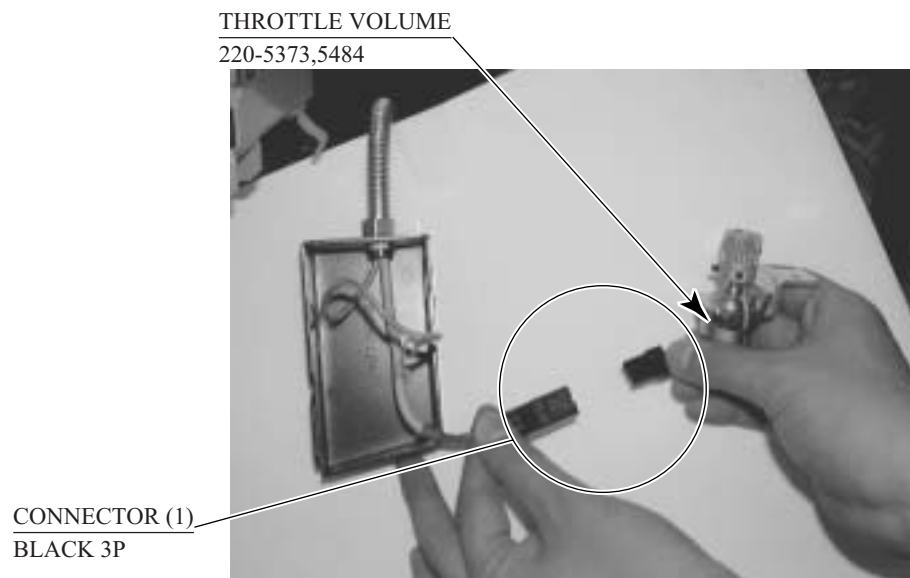 THROTTLE VOLUME
220-5373,5484
CONNECTOR (1)
BLACK 3P